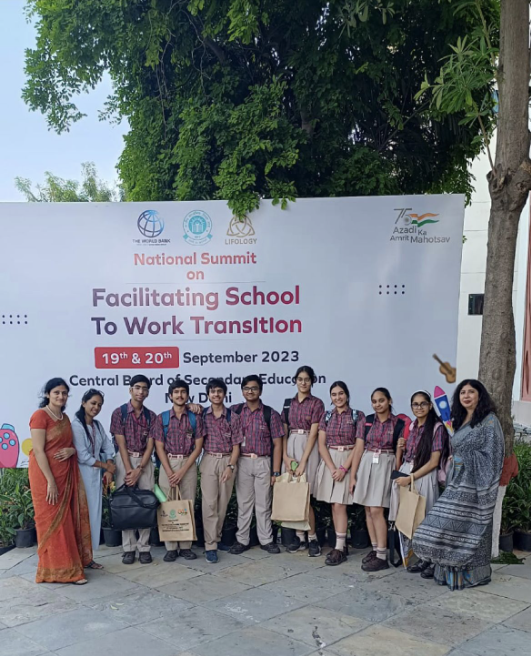 THE WORLD BANK
LIFOLOGY
75
Azadi Ka
Amrit Mahotsav
National Summit
on
Facilitating School
To Work Transition
19th & 20th September 2023
Central Board of Secondary Education
New Delhi